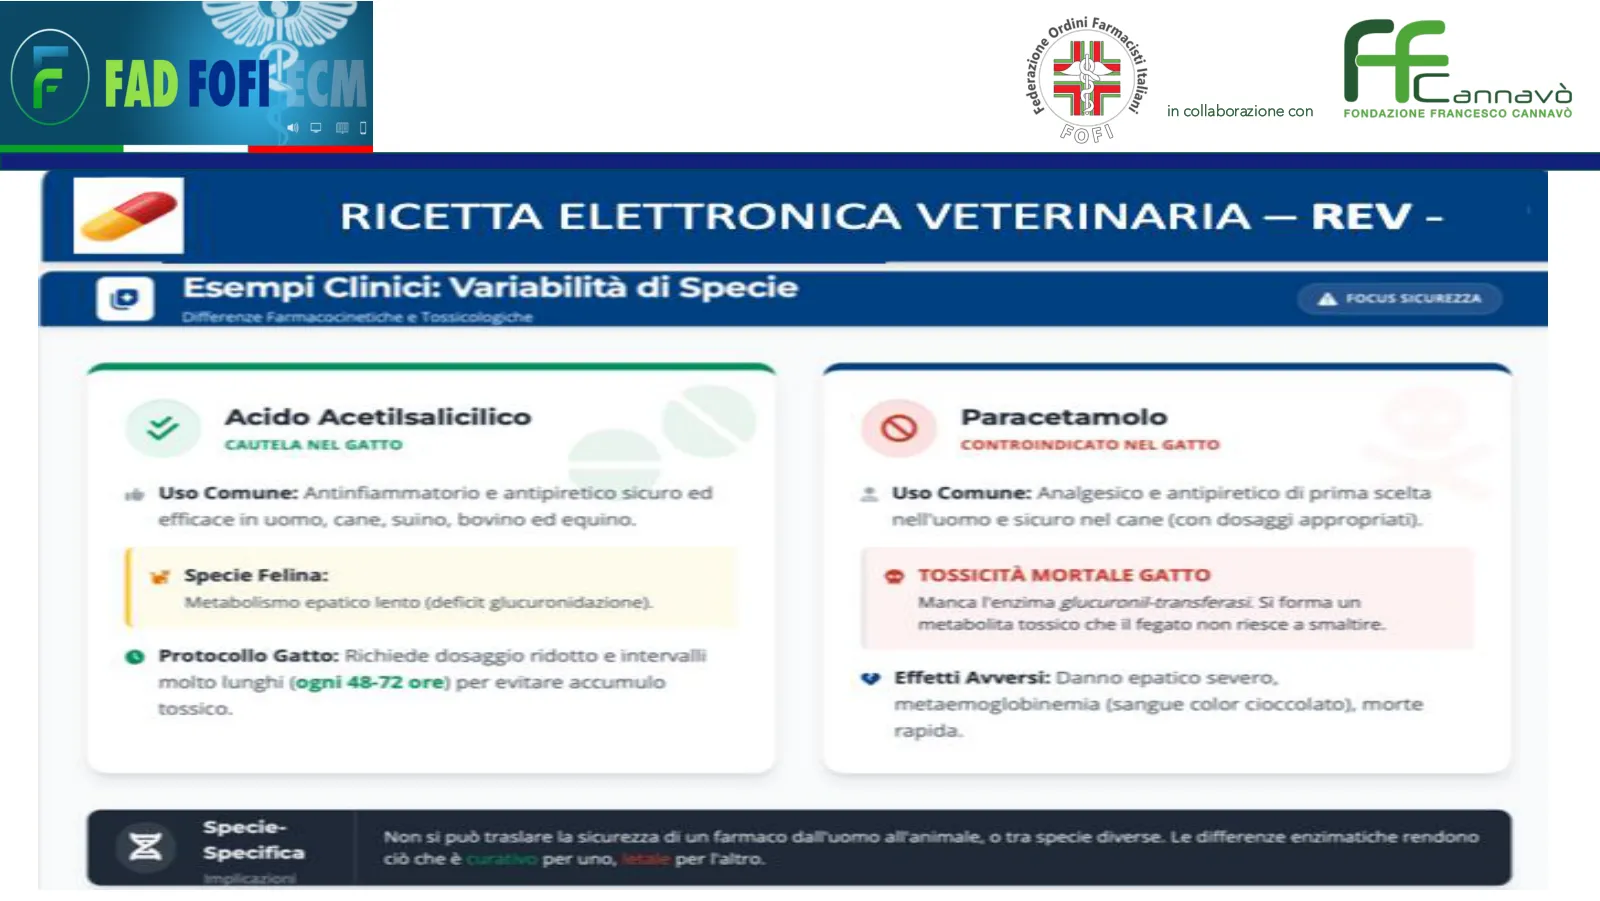 FAD FOFI ECM
Federazione Ordini Farmacisti Italiani
FOFI
in collaborazione con
Cannavò
FONDAZIONE FRANCESCO CANNAVÒ
RICETTA ELETTRONICA VETERINARIA – REV -
Esempi Clinici: Variabilità di Specie
Differenze Farmacocinetiche e Tossicologiche
FOCUS SICUREZZA
Acido Acetilsalicilico
CAUTELA NEL GATTO
Uso Comune: Antinfiammatorio e antipiretico sicuro ed
efficace in uomo, cane, suino, bovino ed equino.
Specie Felina:
Metabolismo epatico lento (deficit glucuronidazione).
Protocollo Gatto: Richiede dosaggio ridotto e intervalli
molto lunghi (ogni 48-72 ore) per evitare accumulo
tossico.
Paracetamolo
CONTROINDICATO NEL GATTO
Uso Comune: Analgesico e antipiretico di prima scelta
nell'uomo e sicuro nel cane (con dosaggi appropriati).
TOSSICITÀ MORTALE GATTO
Manca l'enzima glucuronil-transferasi. Si forma un
metabolita tossico che il fegato non riesce a smaltire.
Effetti Avversi: Danno epatico severo,
metaemoglobinemia (sangue color cioccolato), morte
rapida.
Specie-
Specifica
Implicazioni
Non si può traslare la sicurezza di un farmaco dall'uomo all'animale, o tra specie diverse. Le differenze enzimatiche rendono
ciò che è curativo per uno, letale per l'altro.